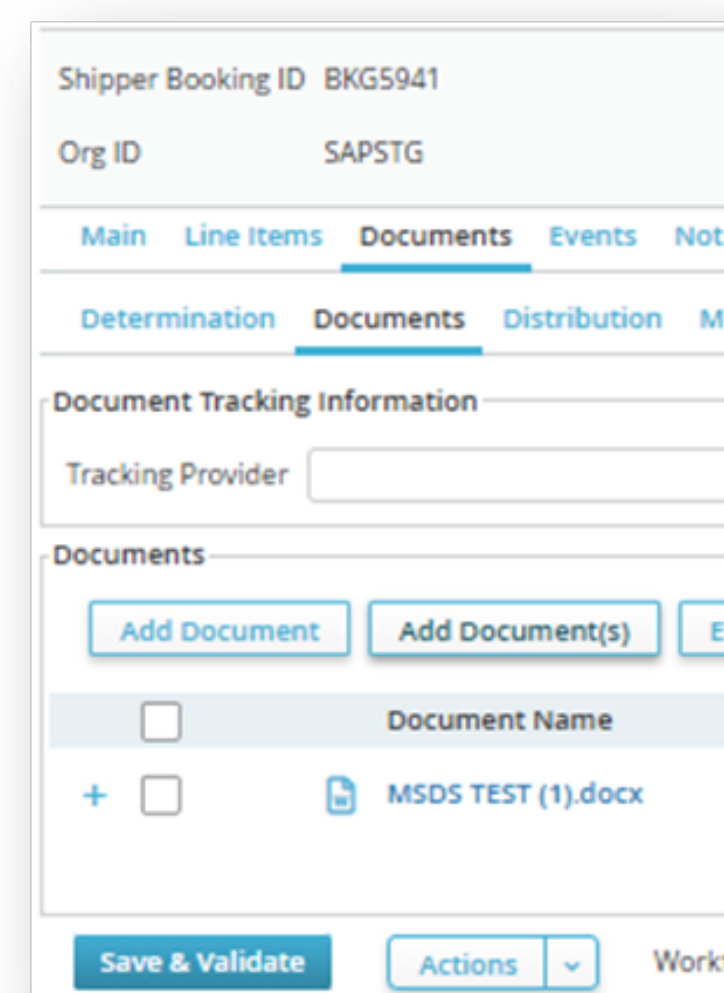 Shipper Booking ID BKG5941
Org ID SAPSTG
Main Line Items Documents Events
Determination Documents Distribution
Document Tracking Information
Tracking Provider
Documents
Add Document Add Document(s)
Document Name
+ MSDS TEST (1).docx
Save & Validate Actions